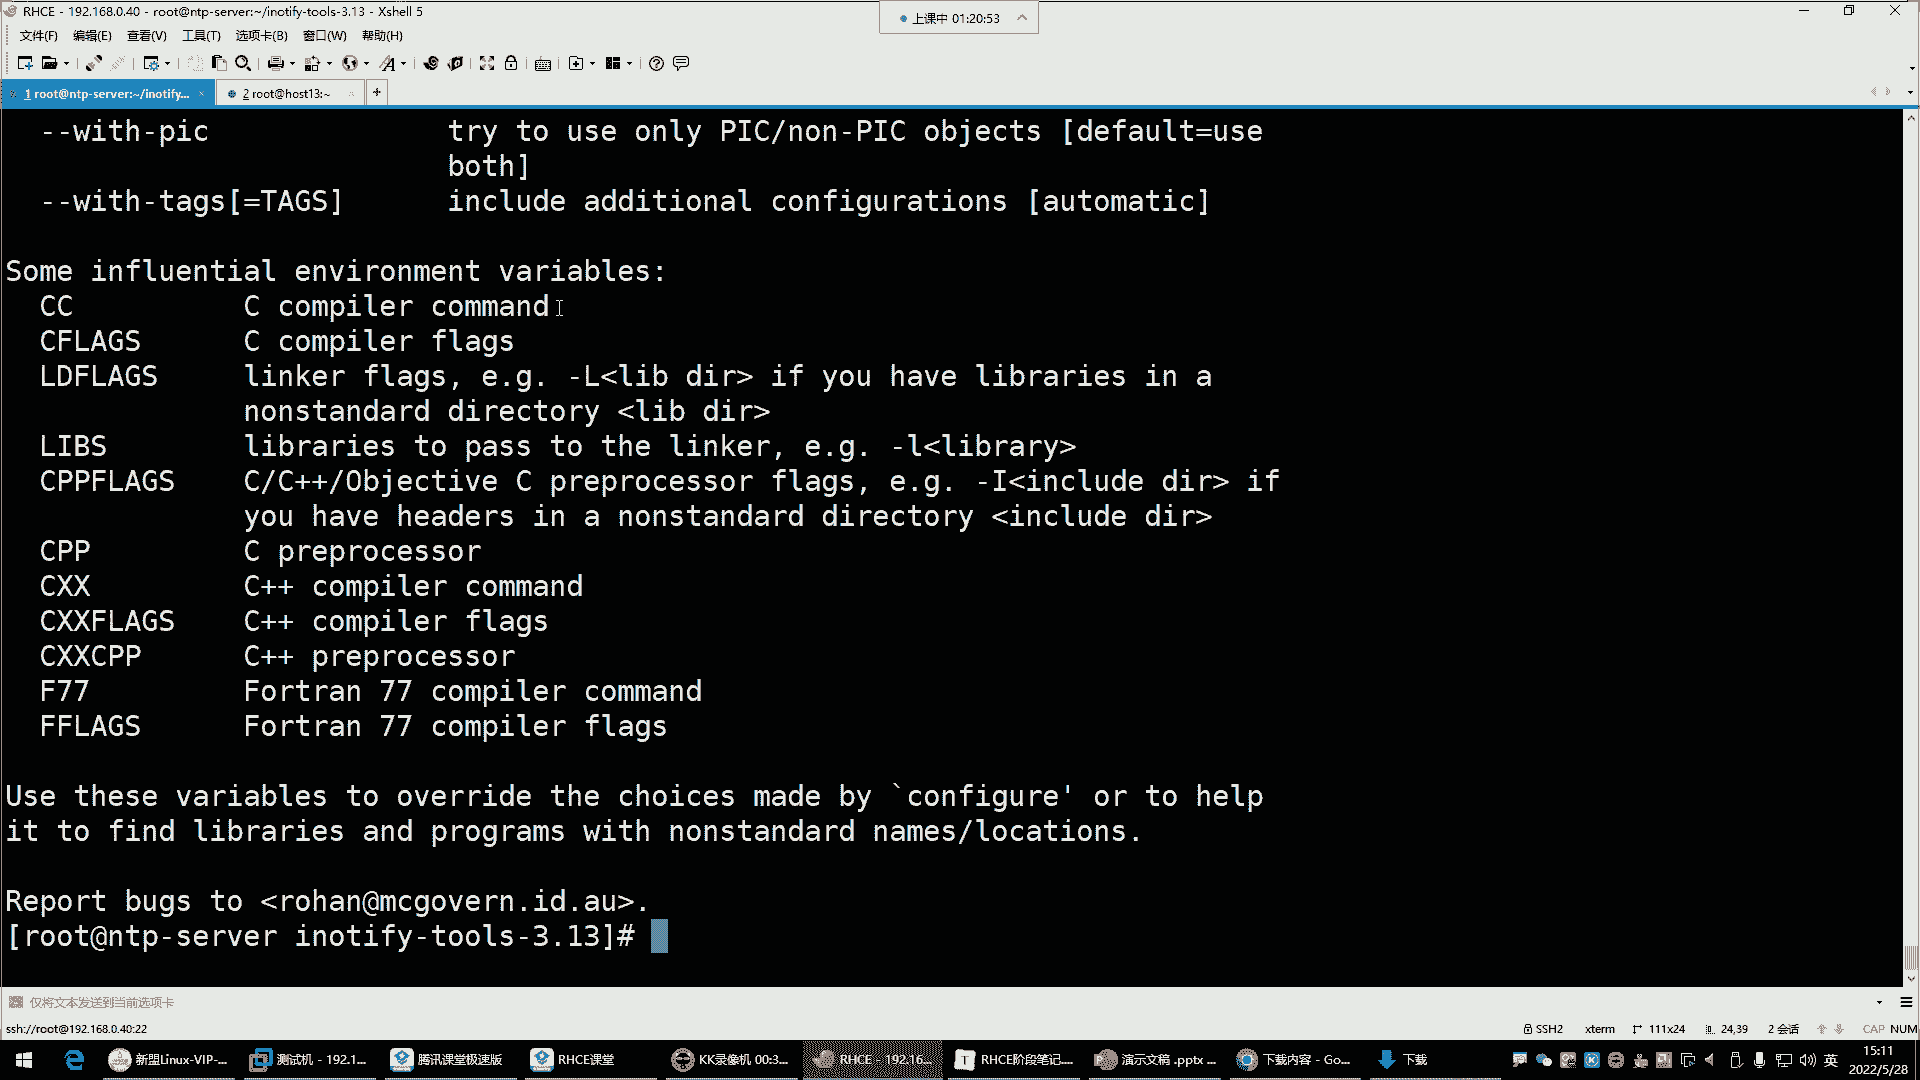 RHCE - 192.168.0.40 - root@ntp-server:~/inotify-tools-3.13 - Xshell 5
上课中 01:20:53
文件(F) 编辑(E) 查看(V) 工具(T) 选项卡(B) 窗口(W) 帮助(H)
1 root@ntp-server:~/inotify... 2 root@host13:~
--with-pic try to use only PIC/non-PIC objects [default=use
both]
--with-tags[=TAGS] include additional configurations [automatic]
Some influential environment variables:
CC C compiler command
CFLAGS C compiler flags
LDFLAGS linker flags, e.g. -L<lib dir> if you have libraries in a
nonstandard directory <lib dir>
LIBS libraries to pass to the linker, e.g. -l<library>
CPPFLAGS C/C++/Objective C preprocessor flags, e.g. -I<include dir> if
you have headers in a nonstandard directory <include dir>
CPP C preprocessor
CXX C++ compiler command
CXXFLAGS C++ compiler flags
CXXCPP C++ preprocessor
F77 Fortran 77 compiler command
FFLAGS Fortran 77 compiler flags
Use these variables to override the choices made by `configure' or to help
it to find libraries and programs with nonstandard names/locations.
Report bugs to <rohan@mcgovern.id.au>.
[root@ntp-server inotify-tools-3.13]#
仅将文本发送到当前选项卡
ssh://root@192.168.0.40:22 SSH2 xterm 111x24 24,39 2 会话 CAP NUM
新盟Linux-VIP-... 测试机 - 192.1... 腾讯课堂极速版 RHCE课堂 KK录像机 00:3... RHCE - 192.16... RHCE阶段笔记.... 演示文稿 .pptx ... 下载内容 - Go... 下载 英 15:11
2022/5/28